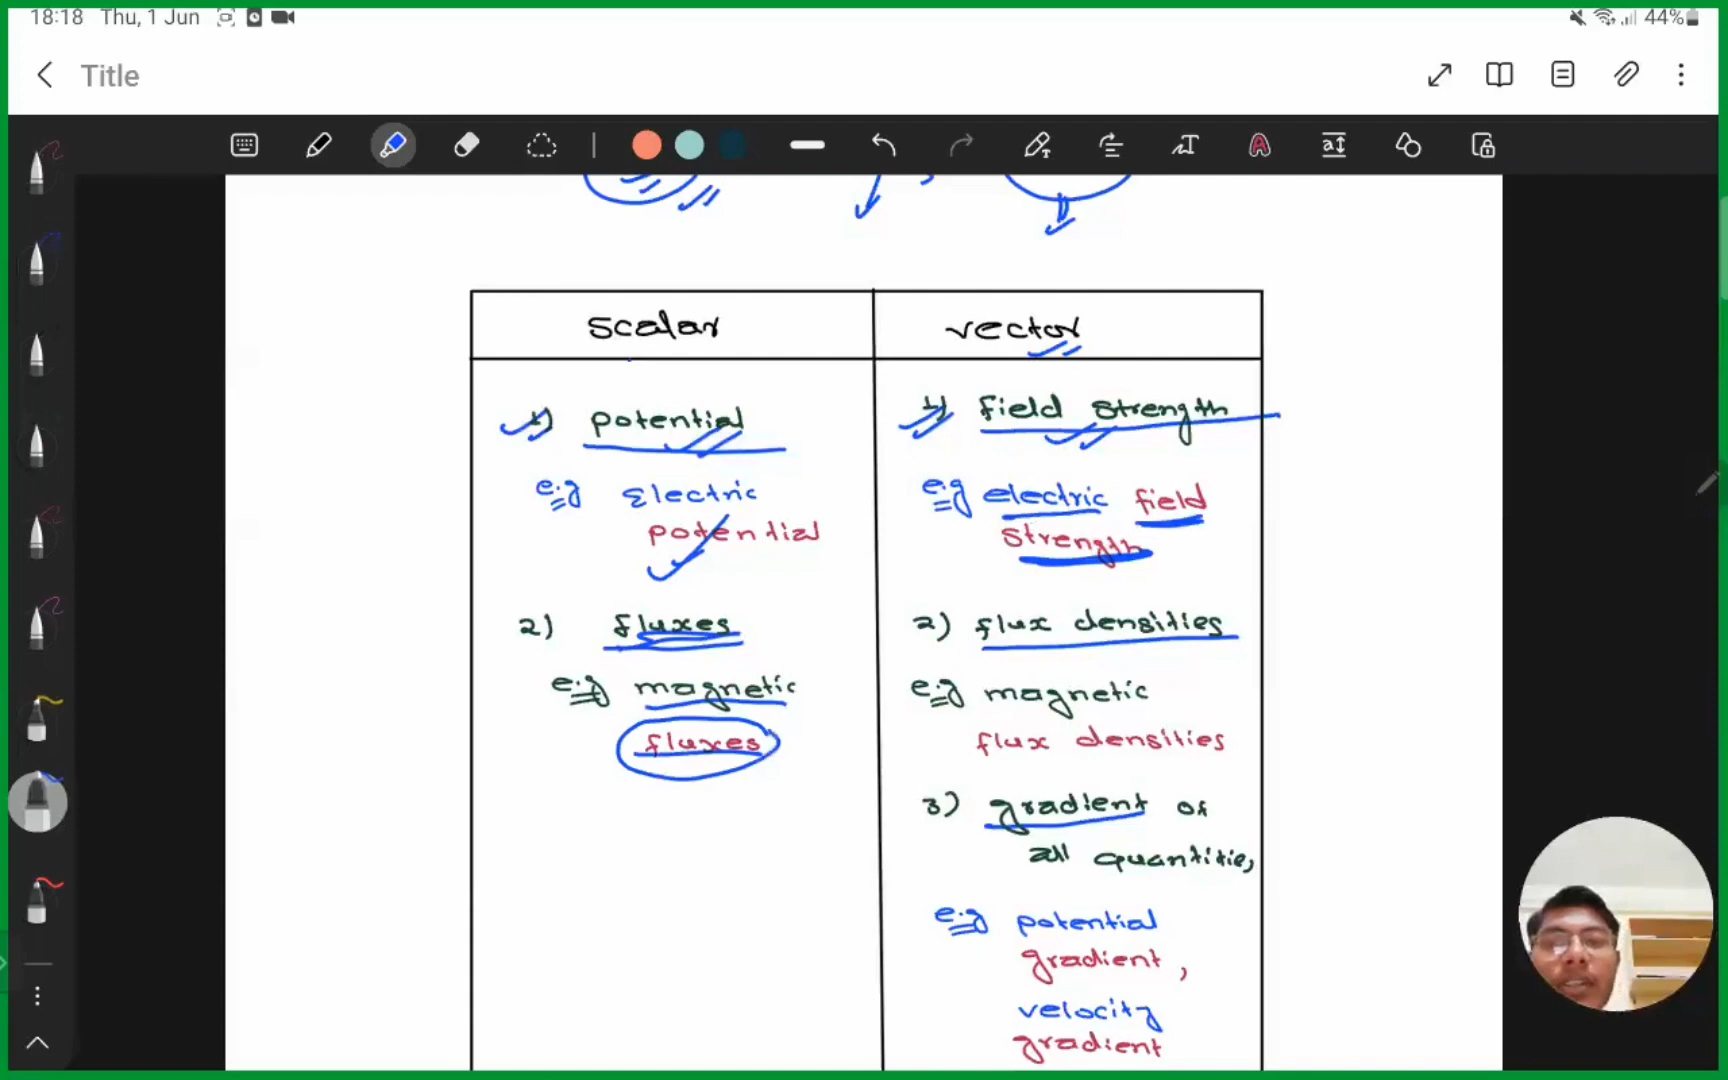 18:18 Thu, 1 Jun
44%
Title
scalar
vector
1) potential
e.g Electric
potential
2) fluxes
e.g magnetic
fluxes
1) field strength
e.g electric field
strength
2) flux densities
e.g magnetic
flux densities
3) gradient of
all quantities
e.g potential
gradient,
velocity
gradient